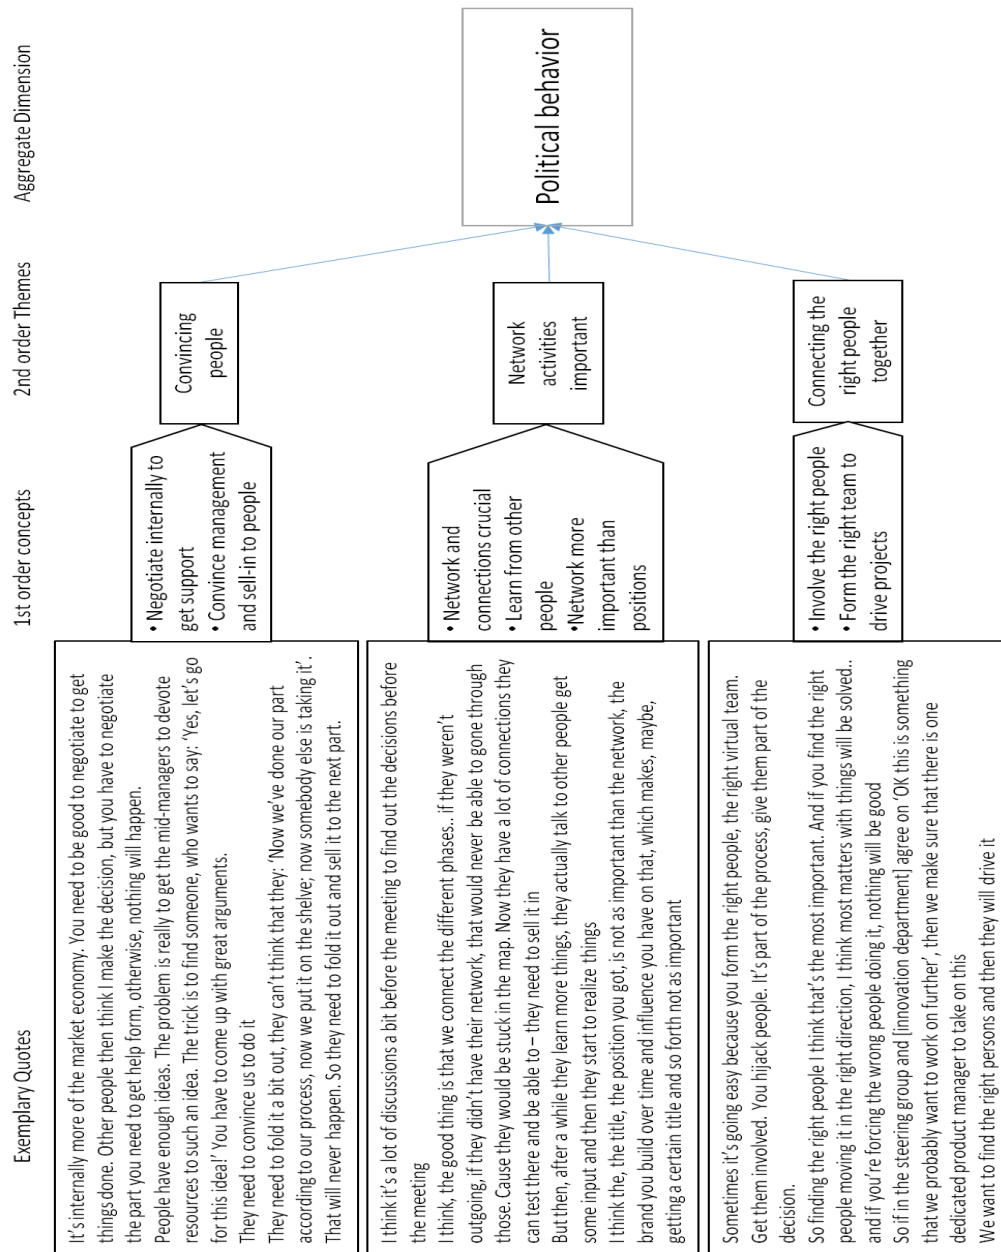 Exemplary Quotes
1st order concepts
2nd order Themes
Aggregate Dimension
It's internally more of the market economy. You need to be good to negotiate to get
things done. Other people then think I make the decision, but you have to negotiate
the part you need to get help form, otherwise, nothing will happen.
People have enough ideas. The problem is really to get the mid-managers to devote
resources to such an idea. The trick is to find someone, who wants to say: 'Yes, let's go
for this idea!' You have to come up with great arguments.
They need to convince us to do it
They need to fold it a bit out, they can't think that they: 'Now we've done our part
according to our process, now we put it on the shelve; now somebody else is taking it'.
That will never happen. So they need to fold it out and sell it to the next part.
• Negotiate internally to
get support
• Convince management
and sell-in to people
Convincing
people
I think it's a lot of discussions a bit before the meeting to find out the decisions before
the meeting
I think, the good thing is that we connect the different phases.. if they weren't
outgoing, if they didn't have their network, that would never be able to gone through
those. Cause they would be stuck in the map. Now they have a lot of connections they
can test there and be able to – they need to sell it in
But then, after a while they learn more things, they actually talk to other people get
some input and then they start to realize things
I think the, the title, the position you got, is not as important than the network, the
brand you build over time and influence you have on that, which makes, maybe,
getting a certain title and so forth not as important
• Network and
connections crucial
• Learn from other
people
• Network more
important than
positions
Network
activities
important
Political behavior
Sometimes it's going easy because you form the right people, the right virtual team.
Get them involved. You hijack people. It's part of the process, give them part of the
decision.
So finding the right people I think that's the most important. And if you find the right
people moving it in the right direction, I think most matters with things will be solved..
and if you're forcing the wrong people doing it, nothing will be good
So if in the steering group and [innovation department] agree on 'OK this is something
that we probably want to work on further', then we make sure that there is one
dedicated product manager to take on this
We want to find the right persons and then they will drive it
• Involve the right people
• Form the right team to
drive projects
Connecting the
right people
together